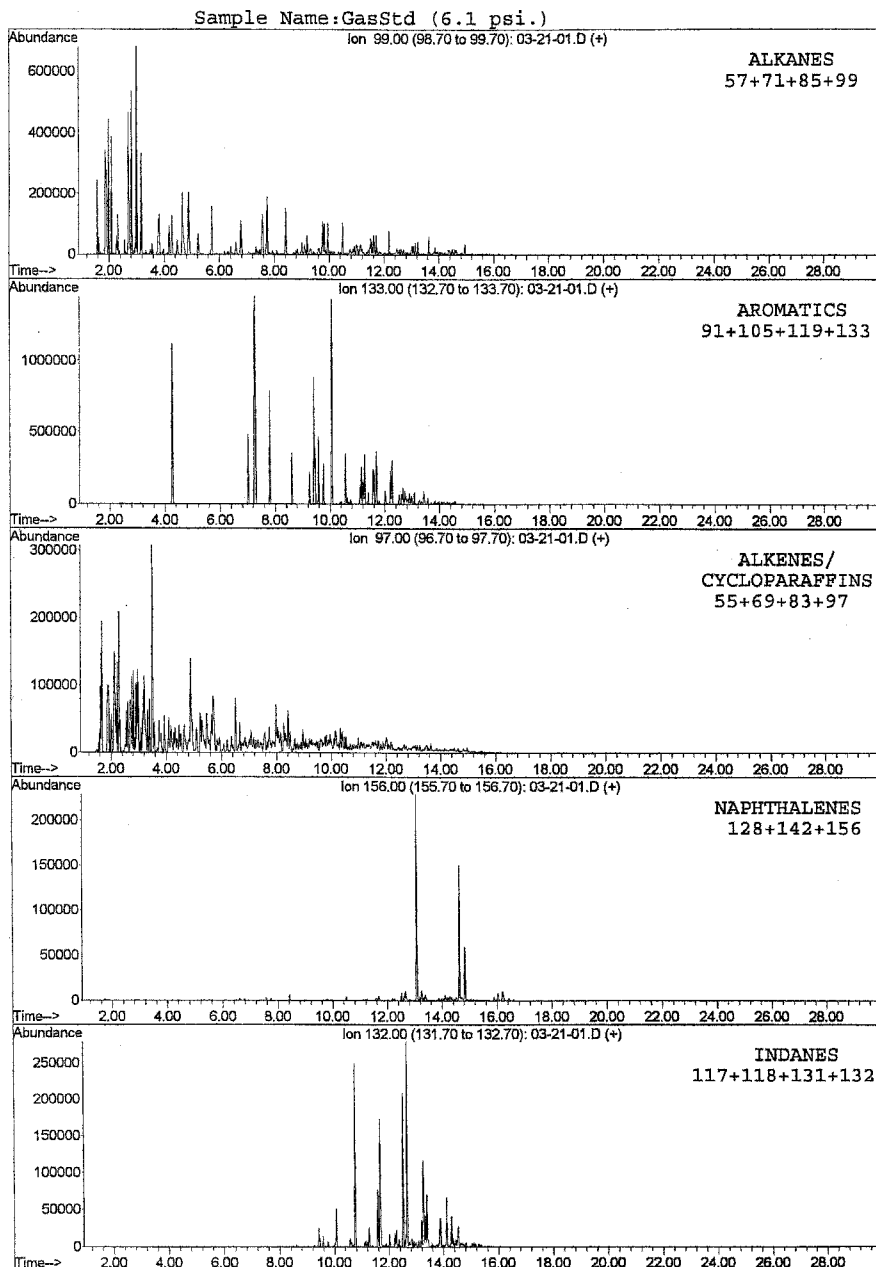 Sample Name:GasStd (6.1 psi.)
Abundance
Ion 99.00 (98.70 to 99.70): 03-21-01.D (+)
ALKANES
57+71+85+99
600000
400000
200000
0
Time-->
2.00 4.00 6.00 8.00 10.00 12.00 14.00 16.00 18.00 20.00 22.00 24.00 26.00 28.00
Abundance
Ion 133.00 (132.70 to 133.70): 03-21-01.D (+)
AROMATICS
91+105+119+133
1000000
500000
0
Time-->
2.00 4.00 6.00 8.00 10.00 12.00 14.00 16.00 18.00 20.00 22.00 24.00 26.00 28.00
Abundance
Ion 97.00 (96.70 to 97.70): 03-21-01.D (+)
ALKENES/
CYCLOPARAFFINS
55+69+83+97
300000
200000
100000
0
Time-->
2.00 4.00 6.00 8.00 10.00 12.00 14.00 16.00 18.00 20.00 22.00 24.00 26.00 28.00
Abundance
Ion 156.00 (155.70 to 156.70): 03-21-01.D (+)
NAPHTHALENES
128+142+156
200000
150000
100000
50000
0
Time-->
2.00 4.00 6.00 8.00 10.00 12.00 14.00 16.00 18.00 20.00 22.00 24.00 26.00 28.00
Abundance
Ion 132.00 (131.70 to 132.70): 03-21-01.D (+)
INDANES
117+118+131+132
250000
200000
150000
100000
50000
0
Time-->
2.00 4.00 6.00 8.00 10.00 12.00 14.00 16.00 18.00 20.00 22.00 24.00 26.00 28.00